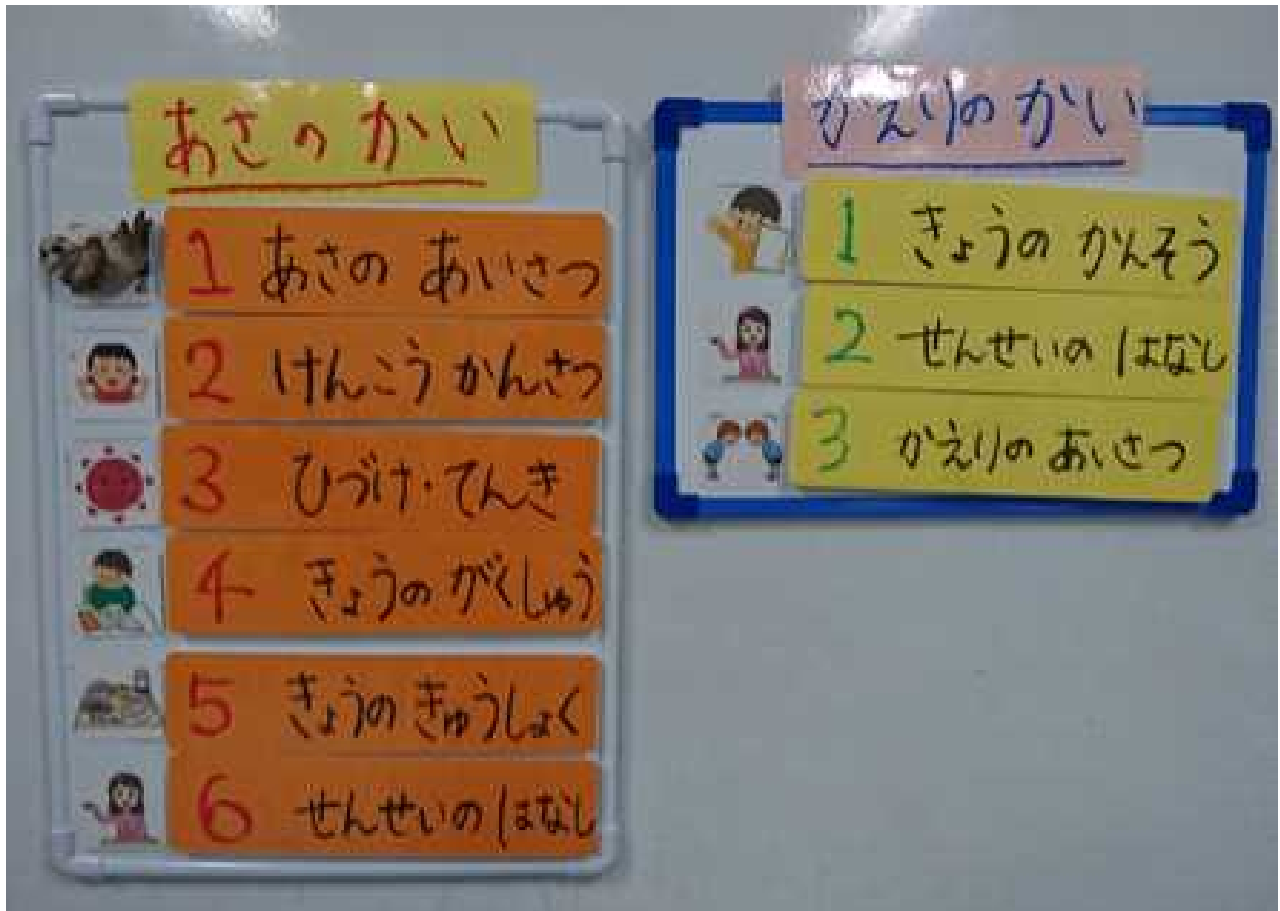 あさの かい
1 あさの あいさつ
2 けんこう かんさつ
3 ひづけ・てんき
4 きょうの がくしゅう
5 きょうの きゅうしょく
6 せんせいの はなし
かえりの かい
1 きょうの かんそう
2 せんせいの はなし
3 かえりの あいさつ